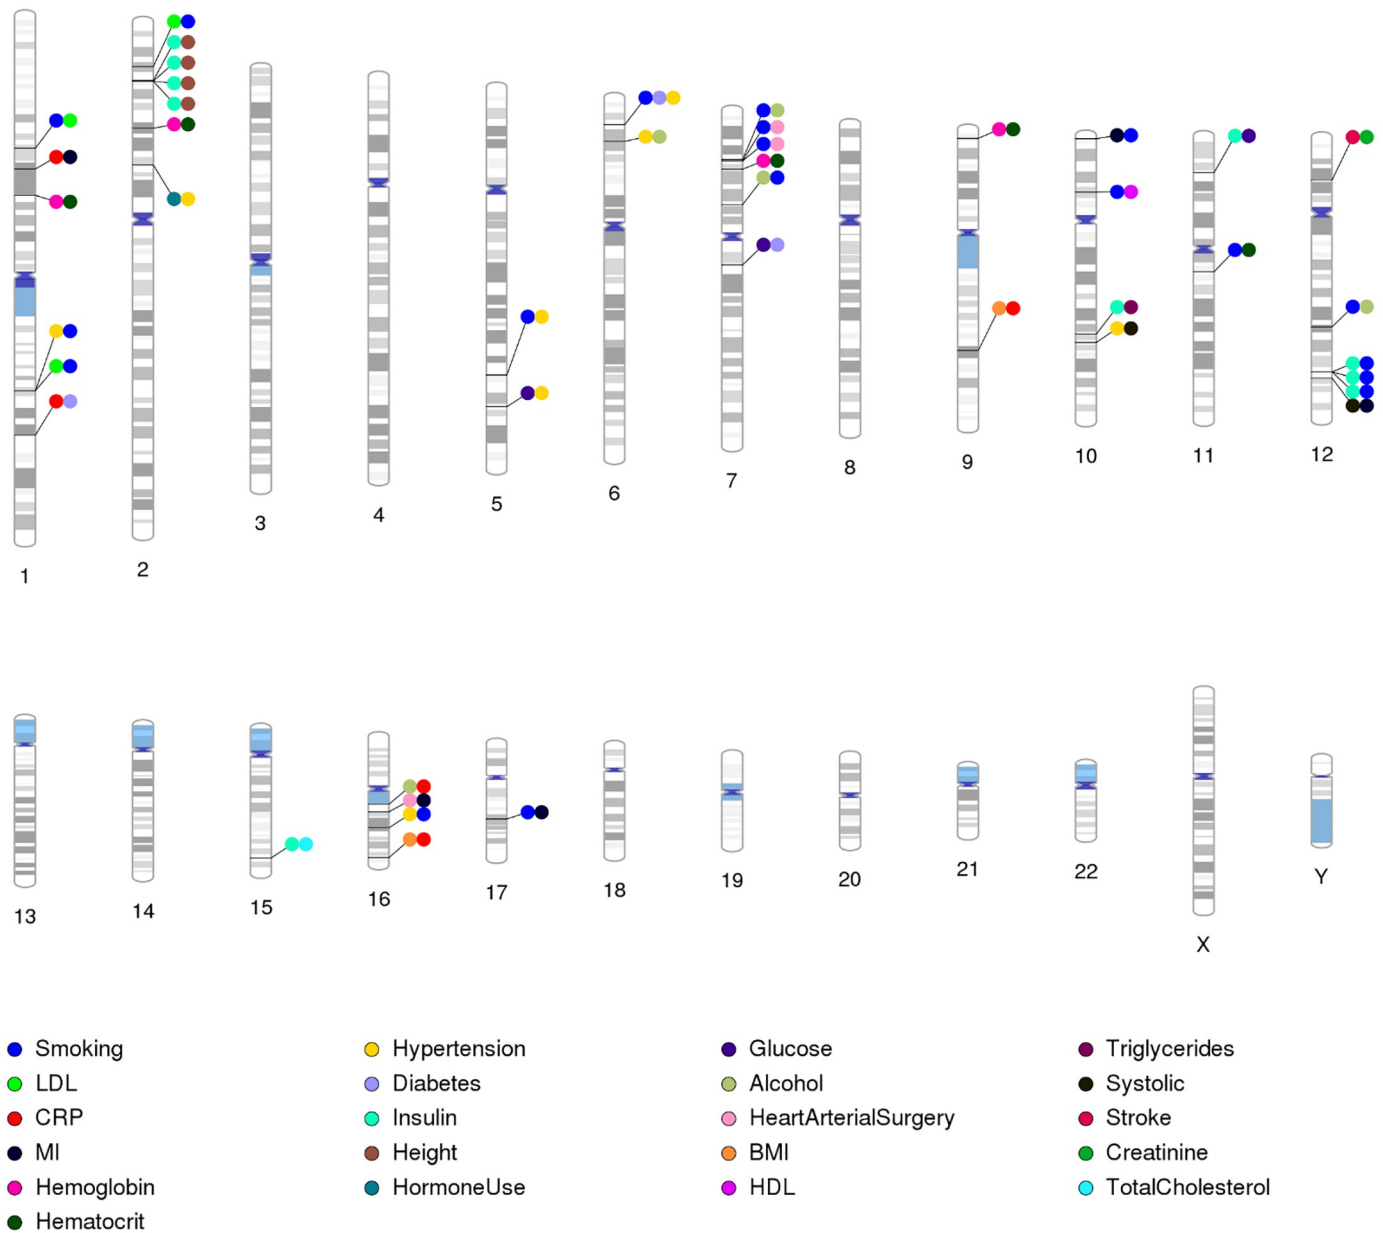 1
2
3
4
5
6
7
8
9
10
11
12
13
14
15
16
17
18
19
20
21
22
X
Y
Smoking
LDL
CRP
MI
Hemoglobin
Hematocrit
Hypertension
Diabetes
Insulin
Height
HormoneUse
Glucose
Alcohol
HeartArterialSurgery
BMI
HDL
Triglycerides
Systolic
Stroke
Creatinine
TotalCholesterol